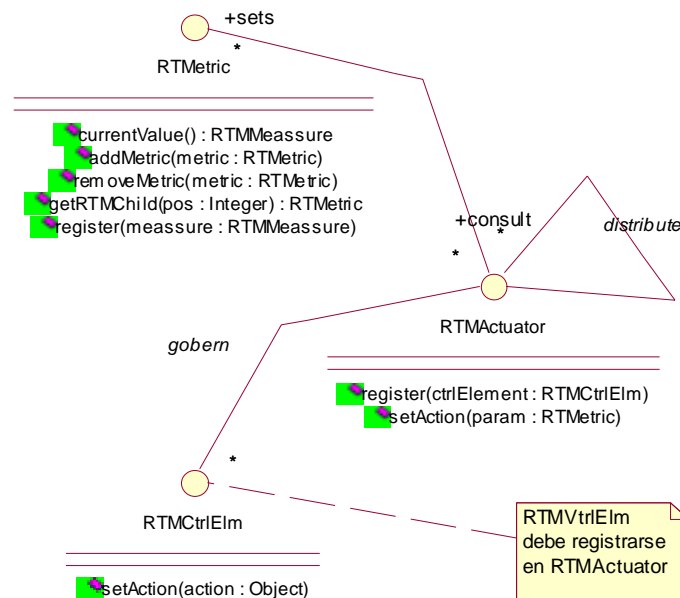 +sets
*
RTMetric
currentValue() : RTMMeassure
addMetric(metric : RTMetric)
removeMetric(metric : RTMetric)
getRTMChild(pos : Integer) : RTMetric
register(meassure : RTMMeassure)
+consult
*
*
distribute
RTMActuator
gobern
register(ctrlElement : RTMCtrlElm)
setAction(param : RTMetric)
*
RTMCtrlElm
setAction(action : Object)
RTMVtrlElm
debe registrarse
en RTMActuator